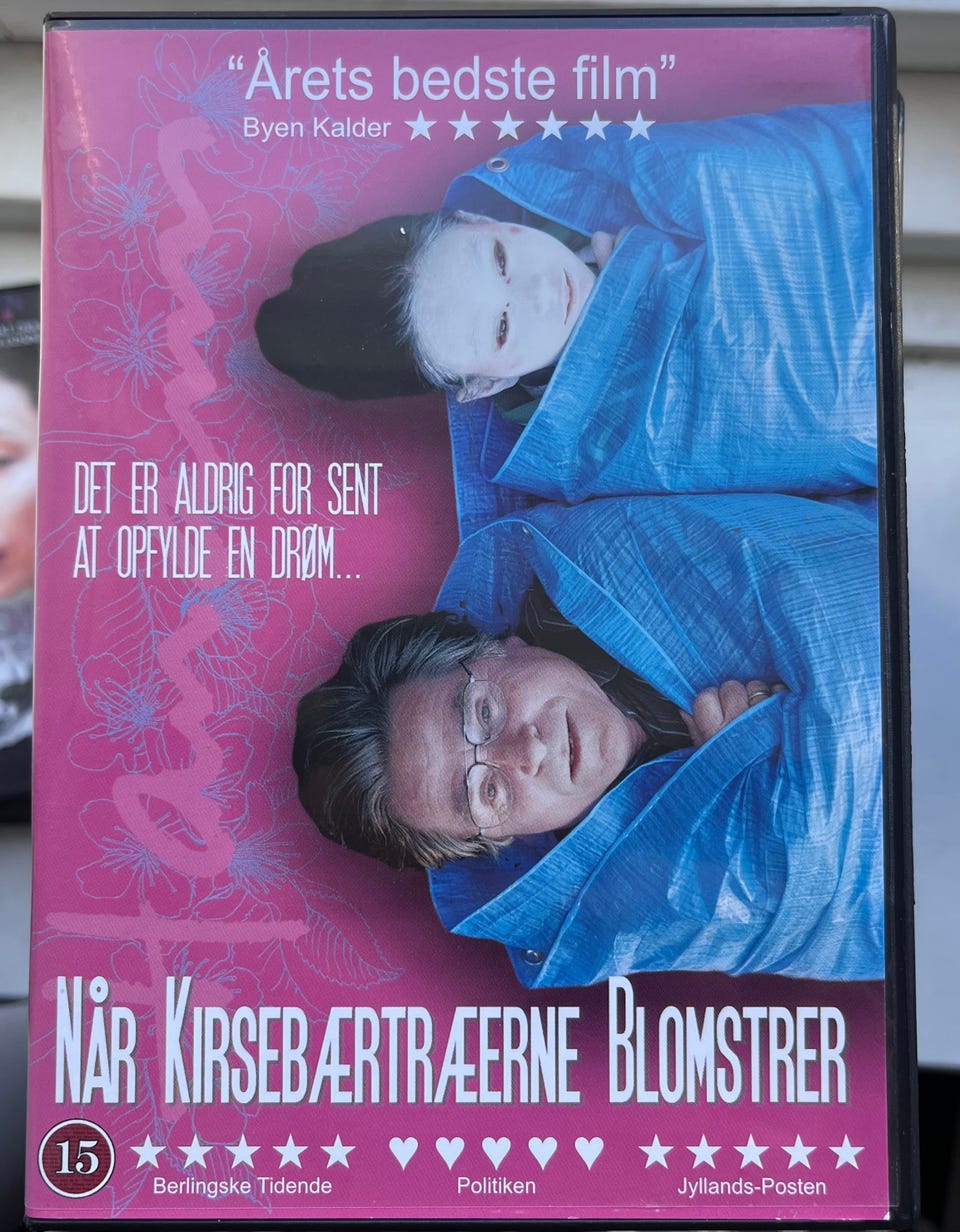 “Årets bedste film”
Byen Kalder ★★★★★★
DET ER ALDRIG FOR SENT
AT OPFYLDE EN DRØM...
NÅR KIRSEBÆRTRÆERNE BLOMSTRER
15
★★★★★ ♥♥♥♥♥ ★★★★★
Berlingske Tidende Politiken Jyllands-Posten